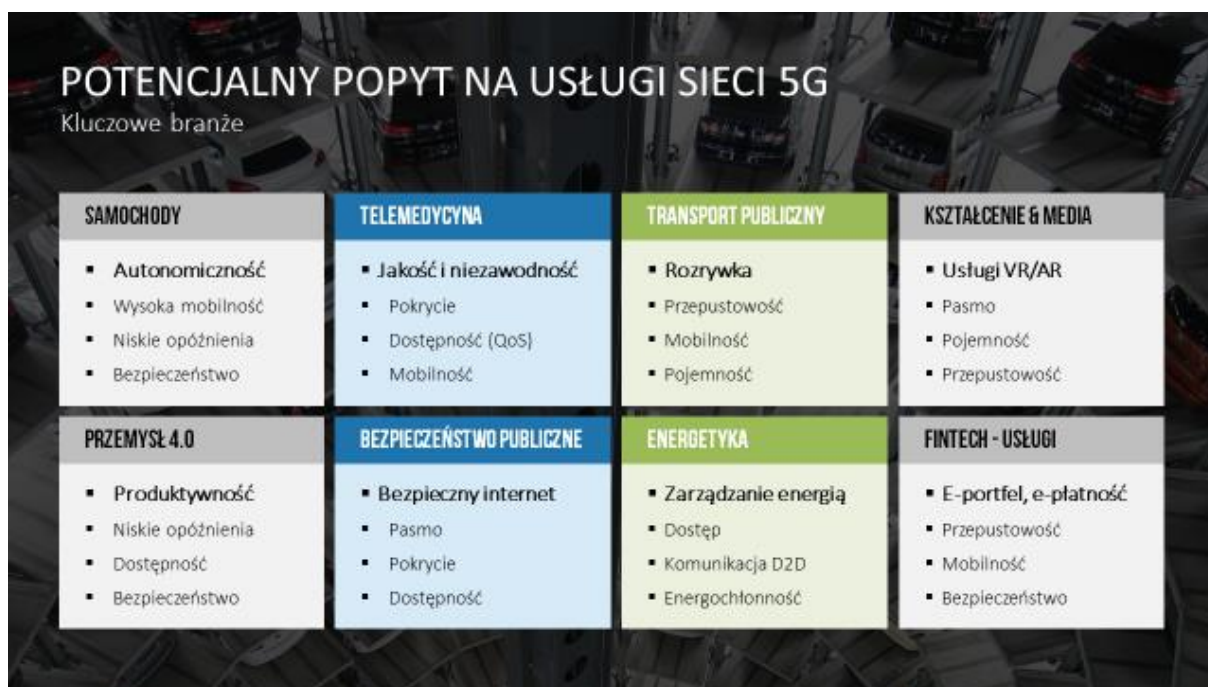 POTENCJALNY POPYT NA USŁUGI SIECI 5G
Kluczowe branże
SAMOCHODY
▪ Autonomiczność
▪ Wysoka mobilność
▪ Niskie opóźnienia
▪ Bezpieczeństwo
TELEMEDYCYNA
▪ Jakość i niezawodność
▪ Pokrycie
▪ Dostępność (QoS)
▪ Mobilność
TRANSPORT PUBLICZNY
▪ Rozrywka
▪ Przepustowość
▪ Mobilność
▪ Pojemność
KSZTAŁCENIE & MEDIA
▪ Usługi VR/AR
▪ Pasmo
▪ Pojemność
▪ Przepustowość
PRZEMYSŁ 4.0
▪ Produktywność
▪ Niskie opóźnienia
▪ Dostępność
▪ Bezpieczeństwo
BEZPIECZEŃSTWO PUBLICZNE
▪ Bezpieczny internet
▪ Pasmo
▪ Pokrycie
▪ Dostępność
ENERGETYKA
▪ Zarządzanie energią
▪ Dostęp
▪ Komunikacja D2D
▪ Energochłonność
FINTECH - USŁUGI
▪ E-portfel, e-płatność
▪ Przepustowość
▪ Mobilność
▪ Bezpieczeństwo